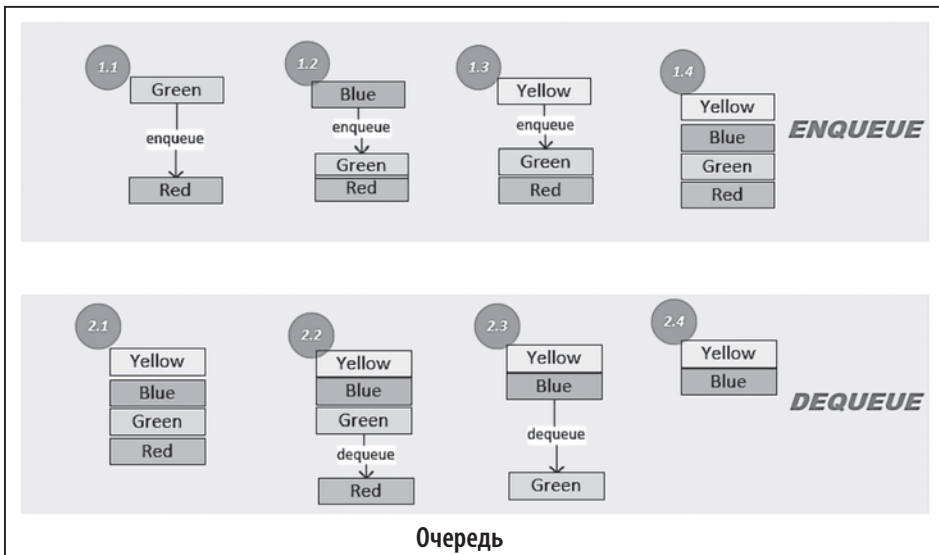 1.1
Green
enqueue
Red
1.2
Blue
enqueue
Green
Red
1.3
Yellow
enqueue
Green
Red
1.4
Yellow
Blue
Green
Red
ENQUEUE
2.1
Yellow
Blue
Green
Red
2.2
Yellow
Blue
Green
dequeue
Red
2.3
Yellow
Blue
dequeue
Green
2.4
Yellow
Blue
DEQUEUE
Очередь